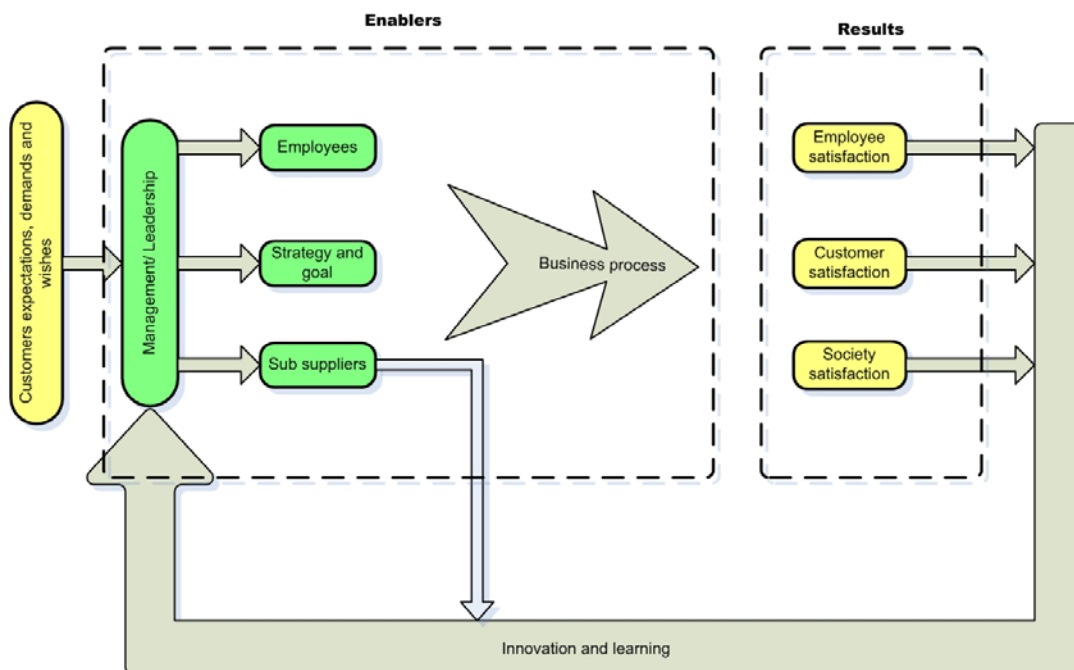 Enablers
Results
Customers expectations, demands and
wishes
Management/ Leadership
Employees
Strategy and
goal
Sub suppliers
Business process
Employee
satisfaction
Customer
satisfaction
Society
satisfaction
Innovation and learning